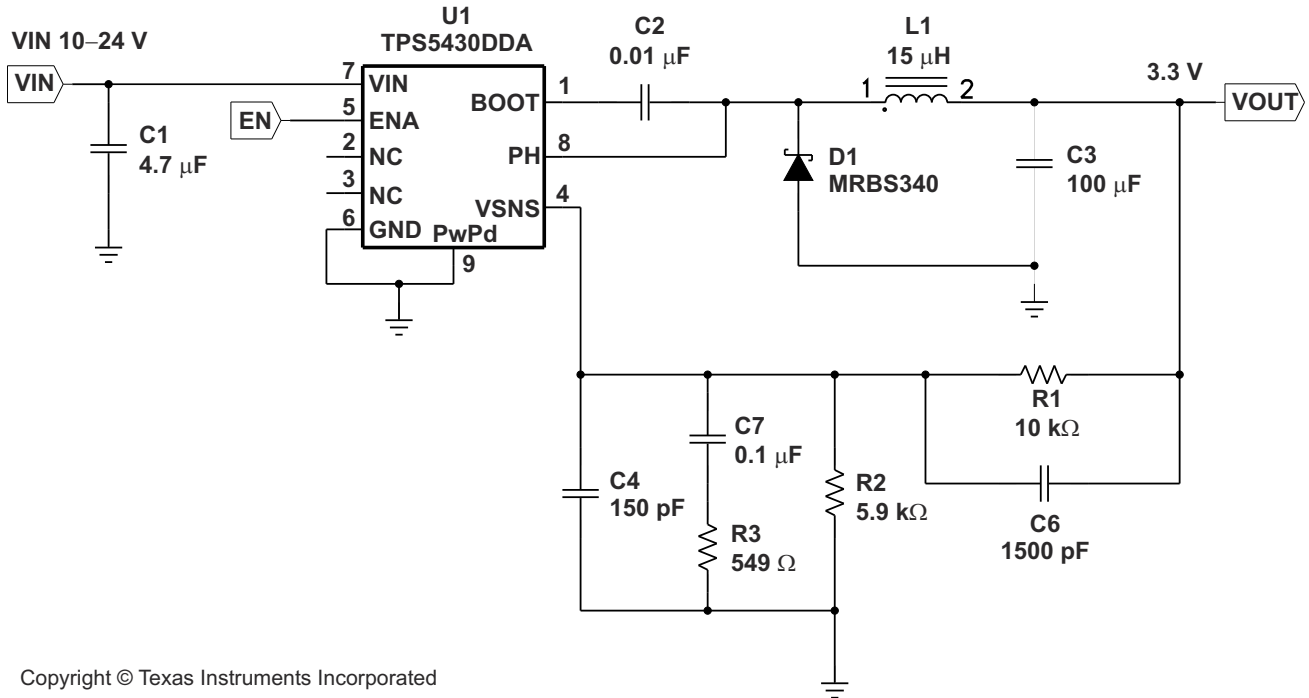 U1
TPS5430DDA
VIN 10–24 V
VIN
C1
4.7 μF
EN
7
5
2
3
6
VIN
ENA
NC
NC
GND
PwPd
9
BOOT
PH
VSNS
1
8
4
C2
0.01 μF
L1
15 μH
1
2
3.3 V
VOUT
D1
MRBS340
C3
100 μF
R1
10 kΩ
C7
0.1 μF
C4
150 pF
R3
549 Ω
R2
5.9 kΩ
C6
1500 pF
Copyright © Texas Instruments Incorporated